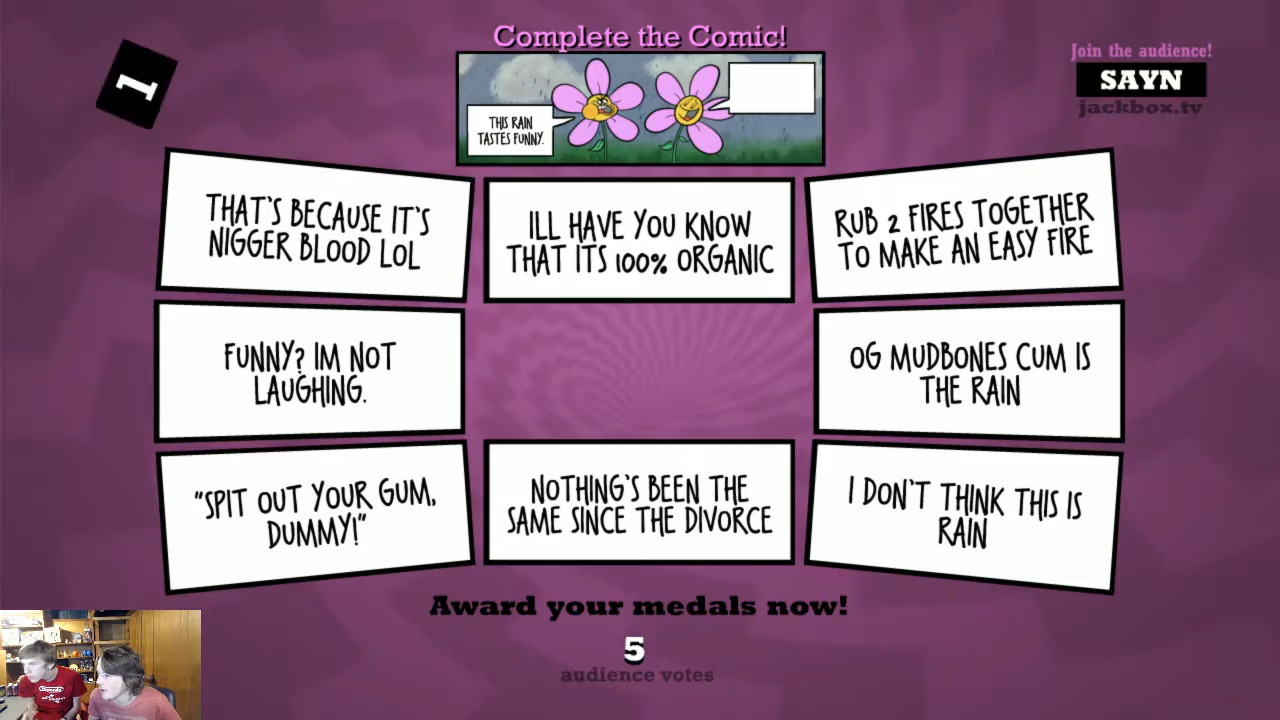 Complete the Comic!
Join the audience!
SAYN
jackbox.tv
1
THIS RAIN
TASTES FUNNY.
THAT'S BECAUSE IT'S
NIGGER BLOOD LOL
ILL HAVE YOU KNOW
THAT ITS 100% ORGANIC
RUB 2 FIRES TOGETHER
TO MAKE AN EASY FIRE
FUNNY? IM NOT
LAUGHING.
OG MUDBONES CUM IS
THE RAIN
"SPIT OUT YOUR GUM,
DUMMY!"
NOTHING'S BEEN THE
SAME SINCE THE DIVORCE
I DON'T THINK THIS IS
RAIN
Award your medals now!
5
audience votes